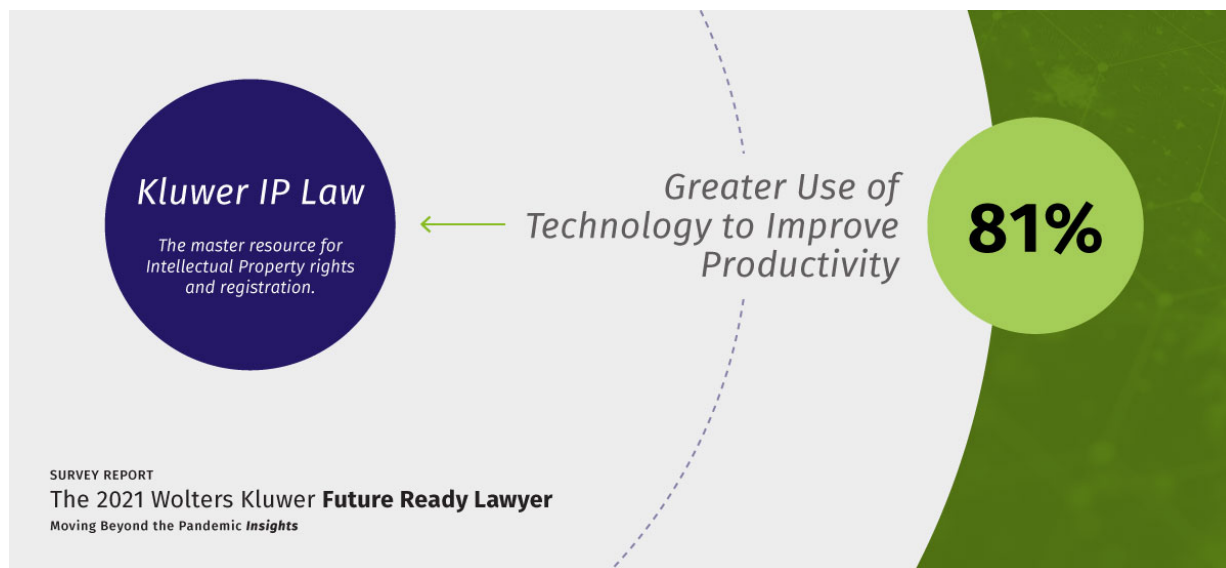 Kluwer IP Law
The master resource for
Intellectual Property rights
and registration.
Greater Use of
Technology to Improve
Productivity
81%
SURVEY REPORT
The 2021 Wolters Kluwer Future Ready Lawyer
Moving Beyond the Pandemic Insights